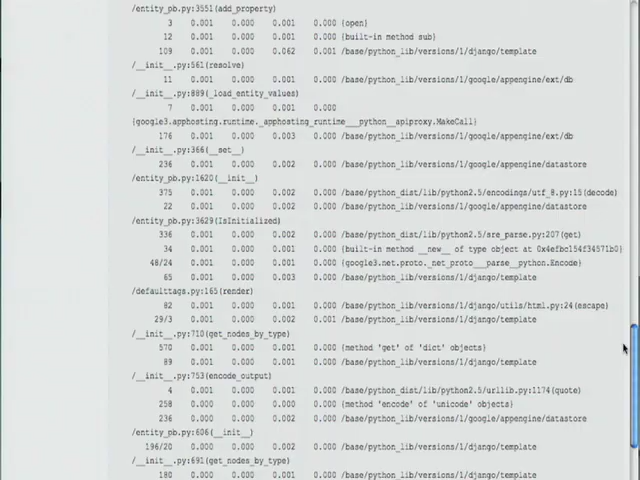 /entity_pb.py:3551(add_property)
3 0.001 0.000 0.001 0.000 {open}
12 0.001 0.000 0.001 0.000 {built-in method sub}
109 0.001 0.000 0.062 0.001 /base/python_lib/versions/1/django/template
/__init__.py:561(resolve)
11 0.001 0.000 0.001 0.000 /base/python_lib/versions/1/google/appengine/ext/db
/__init__.py:889(_load_entity_values)
7 0.001 0.000 0.001 0.000
{google3.apphosting.runtime._apphosting_runtime___python__apiproxy.MakeCall}
176 0.001 0.000 0.003 0.000 /base/python_lib/versions/1/google/appengine/ext/db
/__init__.py:366(__set__)
236 0.001 0.000 0.002 0.000 /base/python_lib/versions/1/google/appengine/datastore
/entity_pb.py:1620(__init__)
375 0.001 0.000 0.002 0.000 /base/python_dist/lib/python2.5/encodings/utf_8.py:15(decode)
22 0.001 0.000 0.002 0.000 /base/python_lib/versions/1/google/appengine/datastore
/entity_pb.py:3629(IsInitialized)
336 0.001 0.000 0.002 0.000 /base/python_dist/lib/python2.5/sre_parse.py:207(get)
34 0.001 0.000 0.001 0.000 {built-in method __new__ of type object at 0x4efbc154f34571b0}
48/24 0.001 0.000 0.001 0.000 {google3.net.proto._net_proto___parse__python.Encode}
65 0.001 0.000 0.003 0.000 /base/python_lib/versions/1/django/template
/defaulttags.py:165(render)
82 0.001 0.000 0.001 0.000 /base/python_lib/versions/1/django/utils/html.py:24(escape)
29/3 0.001 0.000 0.002 0.001 /base/python_lib/versions/1/django/template
/__init__.py:710(get_nodes_by_type)
570 0.001 0.000 0.001 0.000 {method 'get' of 'dict' objects}
89 0.001 0.000 0.001 0.000 /base/python_lib/versions/1/django/template
/__init__.py:753(encode_output)
4 0.001 0.000 0.001 0.000 /base/python_dist/lib/python2.5/urllib.py:1174(quote)
258 0.000 0.000 0.000 0.000 {method 'encode' of 'unicode' objects}
236 0.000 0.000 0.002 0.000 /base/python_lib/versions/1/google/appengine/datastore
/entity_pb.py:606(__init__)
196/20 0.000 0.000 0.002 0.000 /base/python_lib/versions/1/django/template
/__init__.py:691(get_nodes_by_type)
180 0.000 0.000 0.001 0.000 /base/python_lib/versions/1/django/template